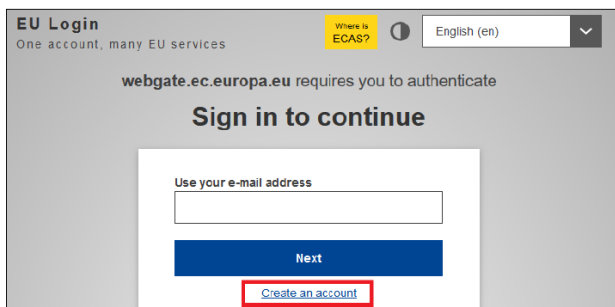 EU Login
One account, many EU services
Where is
ECAS?
English (en)
webgate.ec.europa.eu requires you to authenticate
Sign in to continue
Use your e-mail address
Next
Create an account